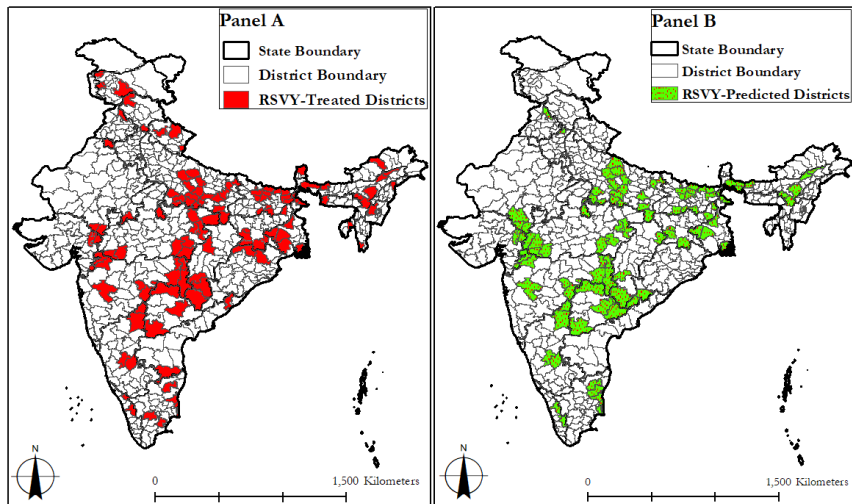 Panel A
State Boundary
District Boundary
RSVY-Treated Districts
N
0
1,500 Kilometers
Panel B
State Boundary
District Boundary
RSVY-Predicted Districts
N
0
1,500 Kilometers